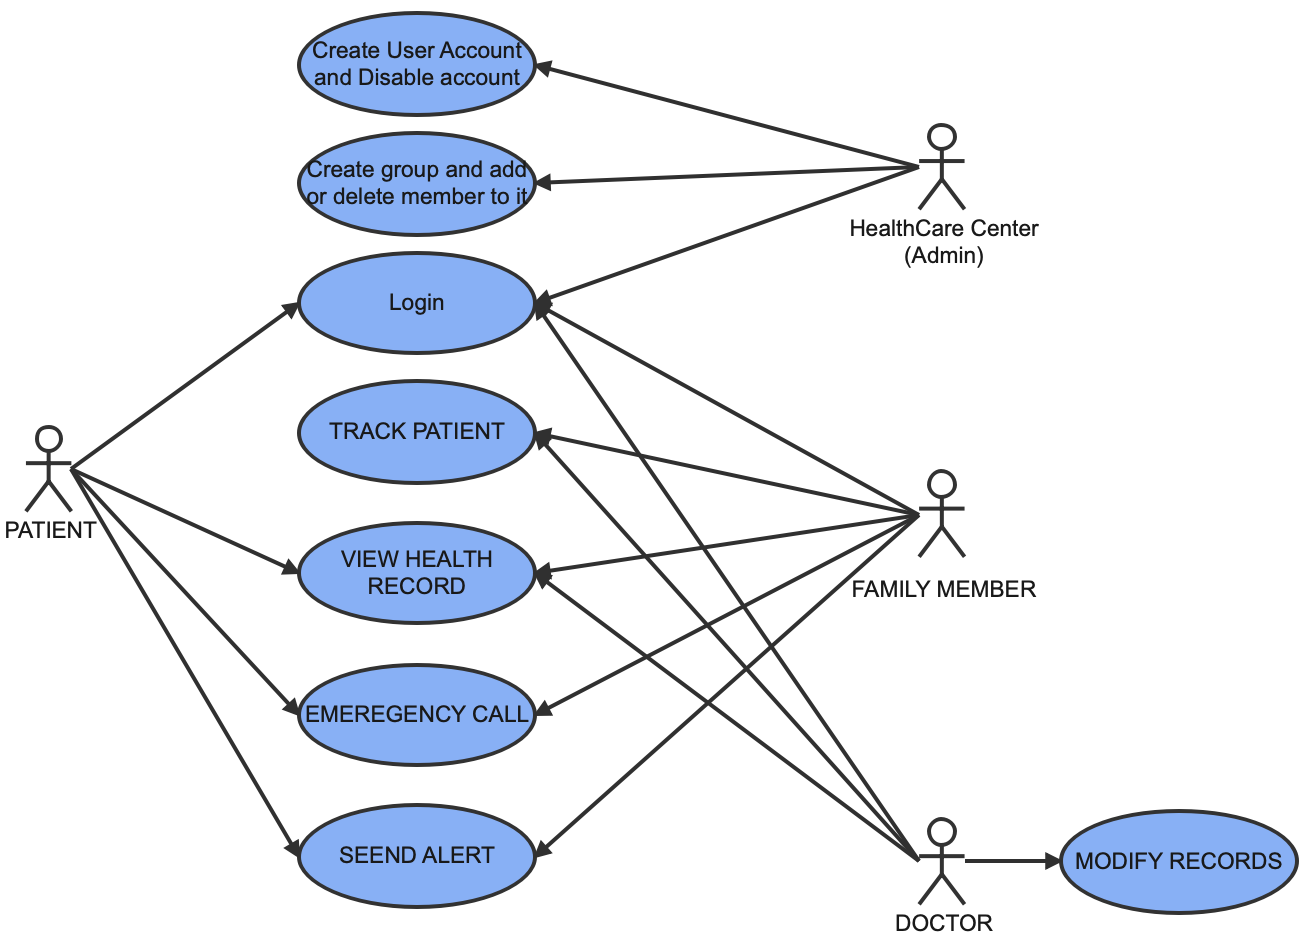 Create User Account
and Disable account
Create group and add
or delete member to it
HealthCare Center
(Admin)
Login
TRACK PATIENT
PATIENT
VIEW HEALTH
RECORD
FAMILY MEMBER
EMEREGENCY CALL
SEEND ALERT
MODIFY RECORDS
DOCTOR